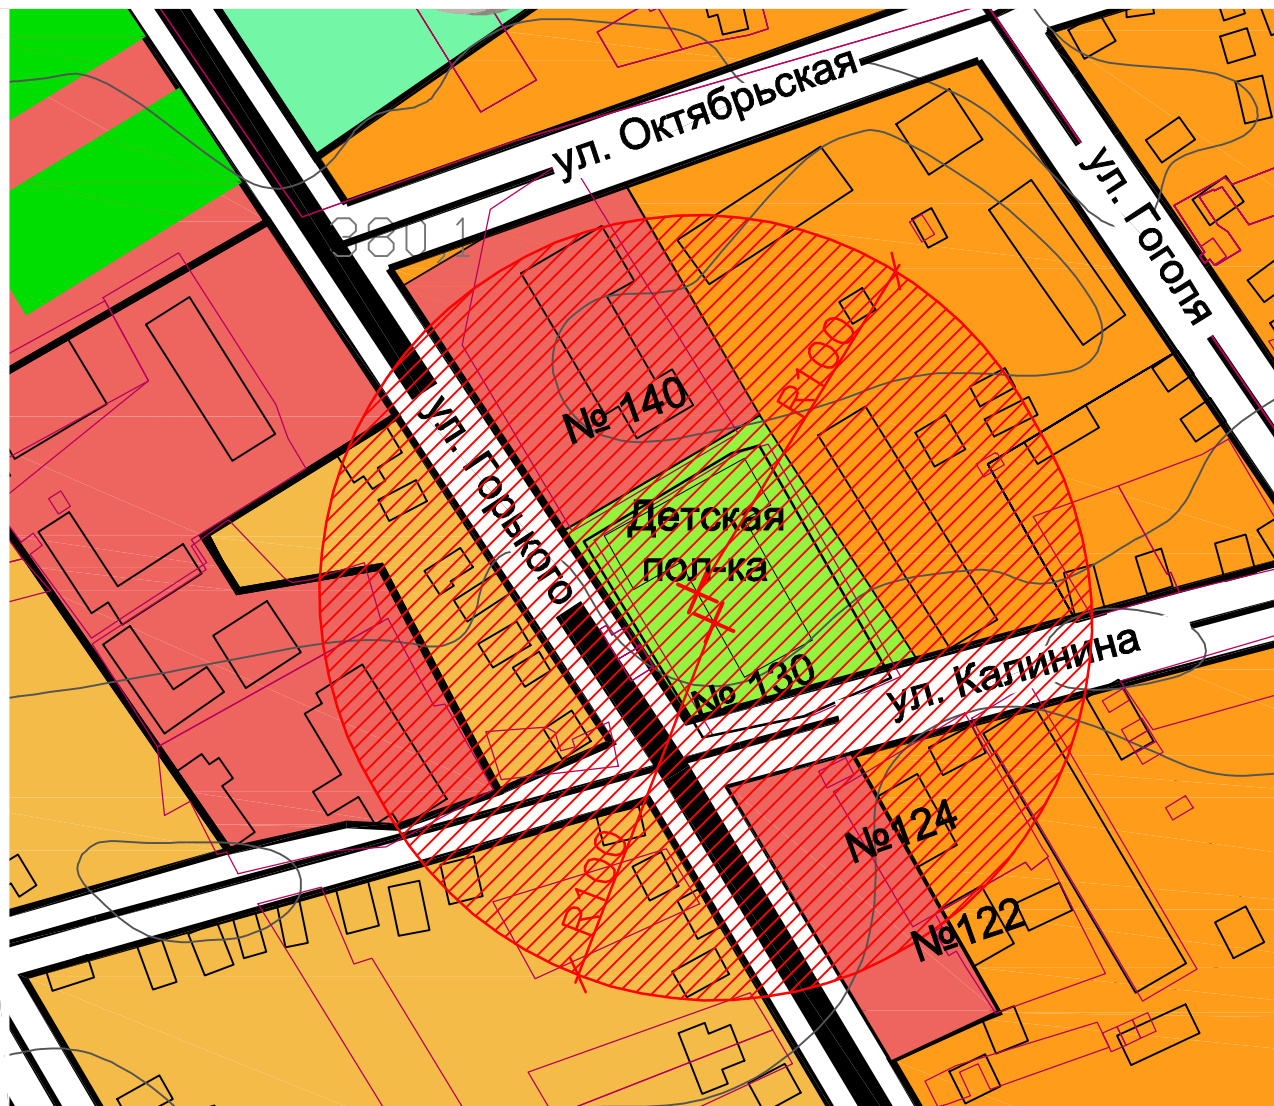 ул. Октябрьская
ул. Гоголя
380,1
R100
№ 140
ул. Горького
Детская
пол-ка
№ 130
ул. Калинина
№124
R100
№122